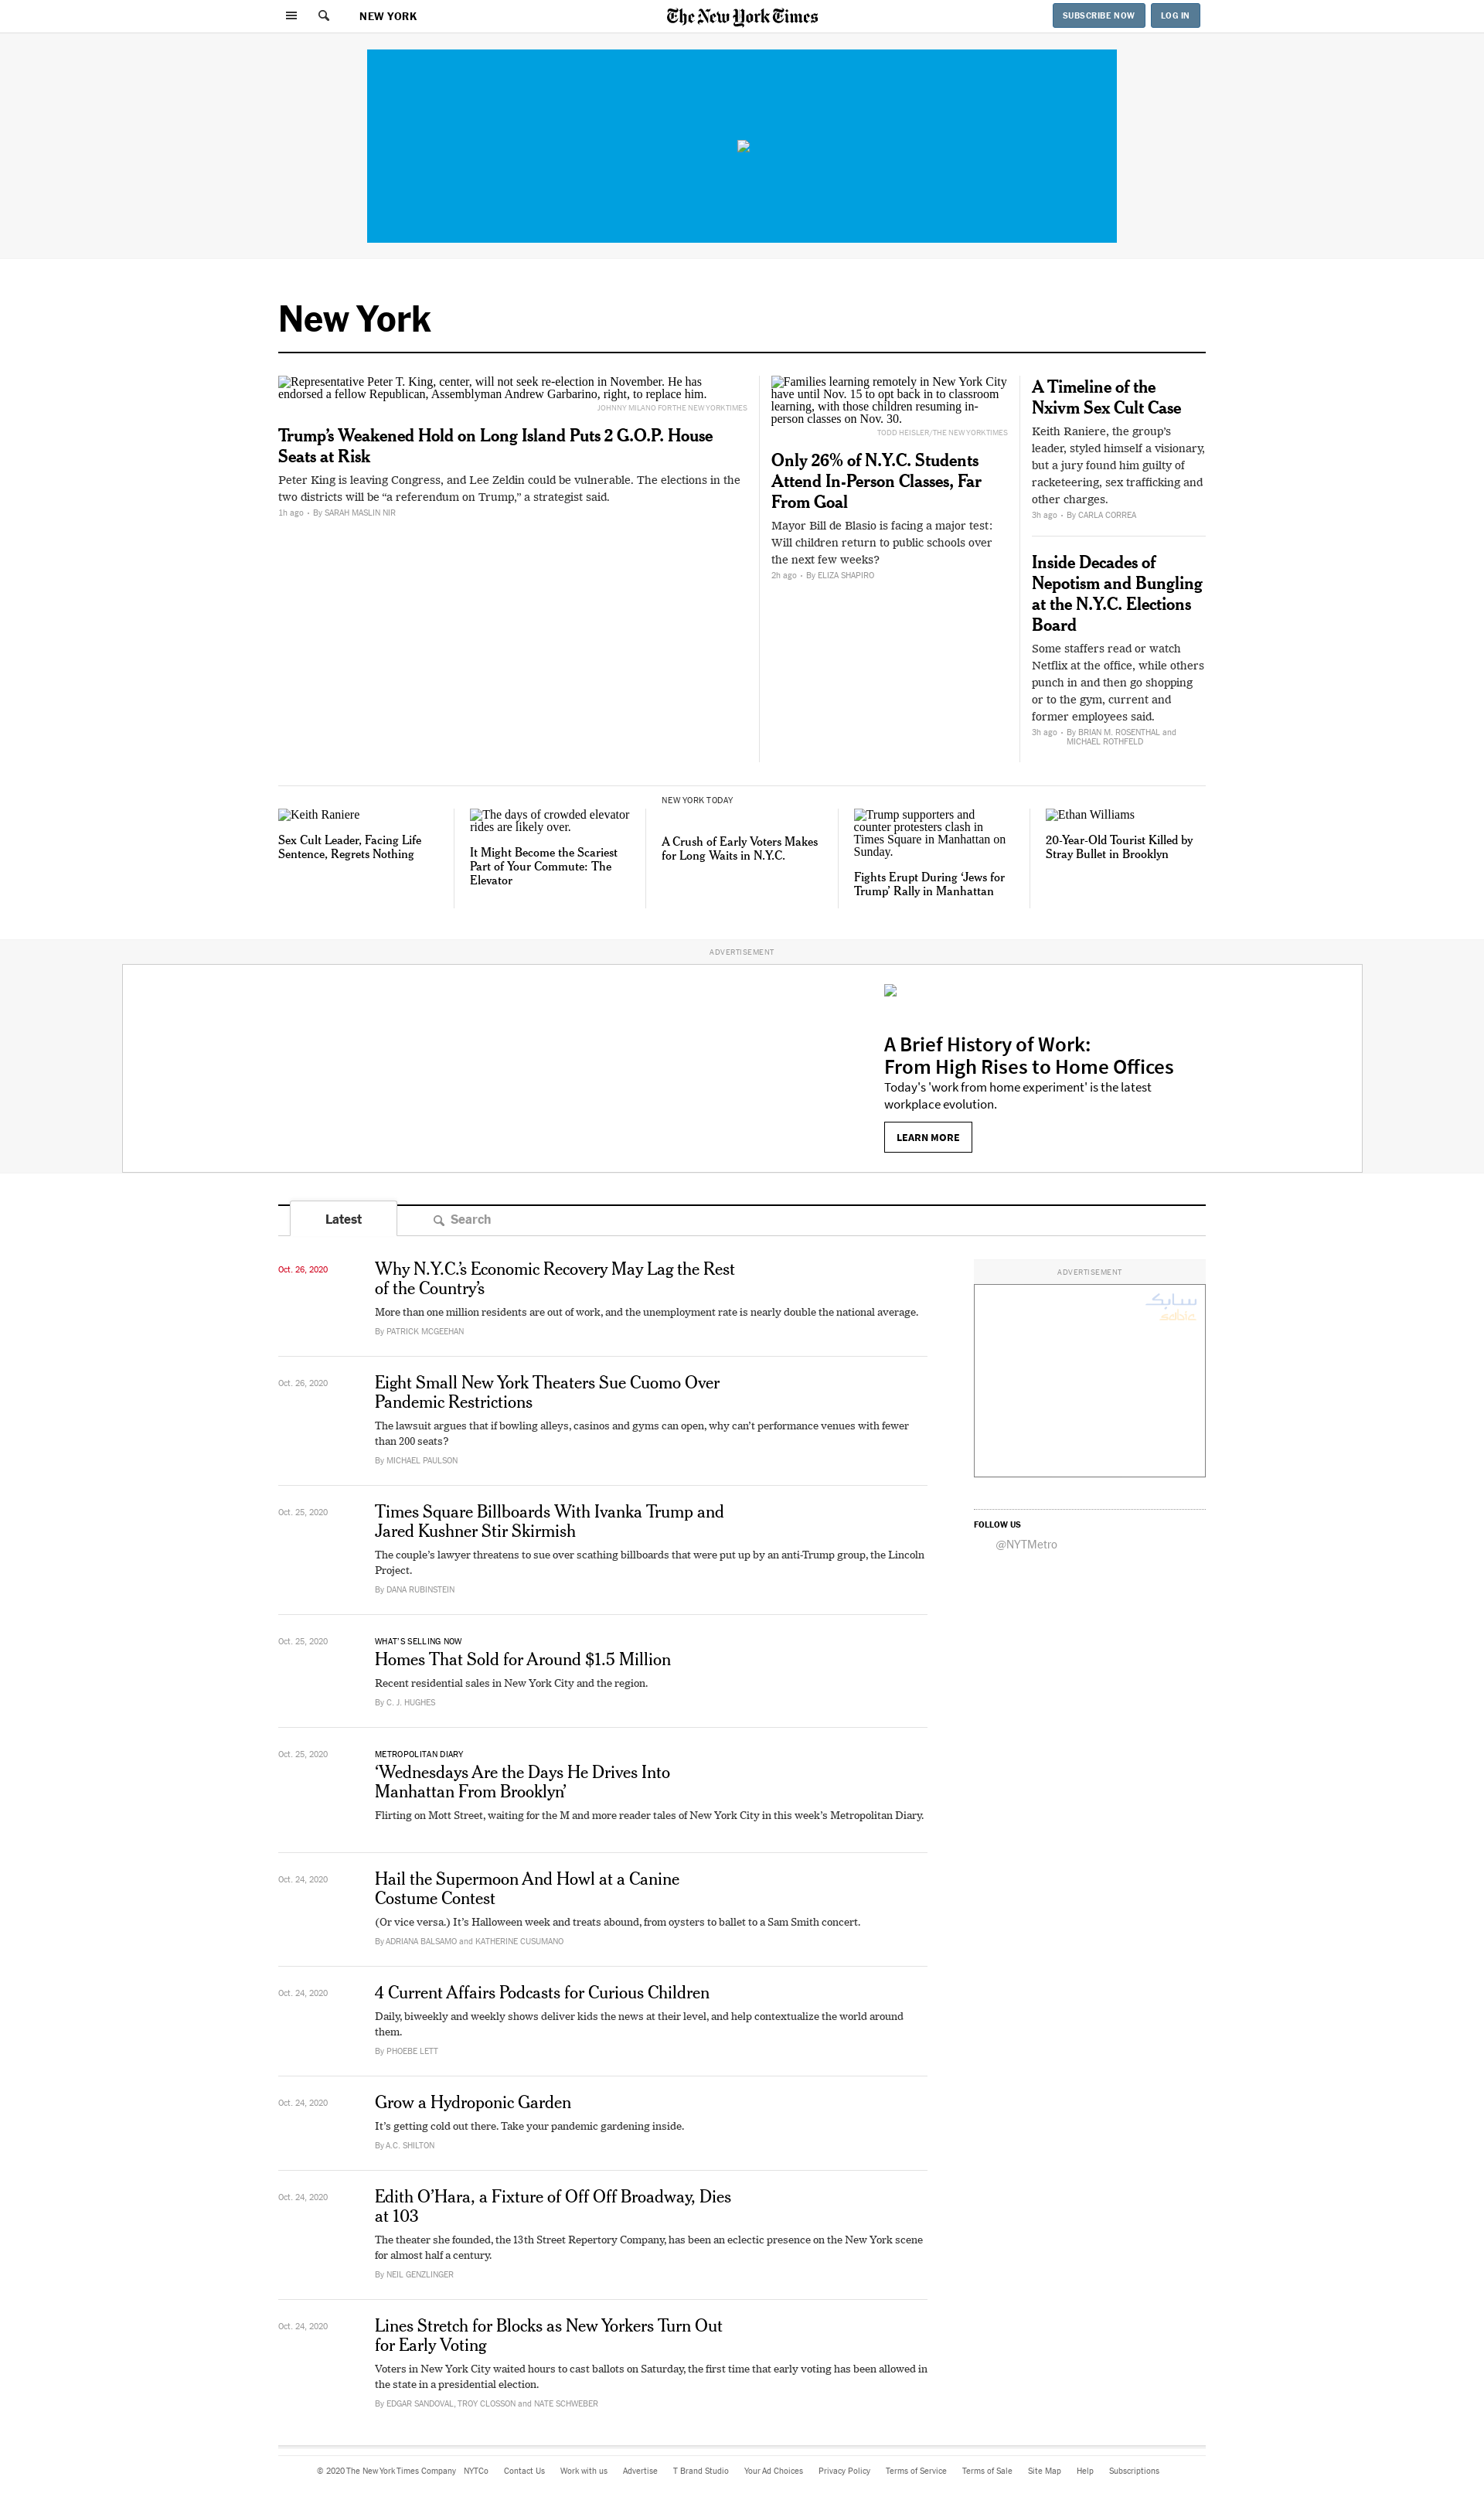 NEW YORK
The New York Times
SUBSCRIBE NOW
LOG IN
New York
Representative Peter T. King, center, will not seek re-election in November. He has
endorsed a fellow Republican, Assemblyman Andrew Garbarino, right, to replace him.
JOHNNY MILANO FOR THE NEW YORK TIMES
Trump’s Weakened Hold on Long Island Puts 2 G.O.P. House
Seats at Risk
Peter King is leaving Congress, and Lee Zeldin could be vulnerable. The elections in the
two districts will be “a referendum on Trump,” a strategist said.
1h ago • By SARAH MASLIN NIR
Families learning remotely in New York City
have until Nov. 15 to opt back in to classroom
learning, with those children resuming in-
person classes on Nov. 30.
TODD HEISLER/THE NEW YORK TIMES
Only 26% of N.Y.C. Students
Attend In-Person Classes, Far
From Goal
Mayor Bill de Blasio is facing a major test:
Will children return to public schools over
the next few weeks?
2h ago • By ELIZA SHAPIRO
A Timeline of the
Nxivm Sex Cult Case
Keith Raniere, the group’s
leader, styled himself a visionary,
but a jury found him guilty of
racketeering, sex trafficking and
other charges.
3h ago • By CARLA CORREA
Inside Decades of
Nepotism and Bungling
at the N.Y.C. Elections
Board
Some staffers read or watch
Netflix at the office, while others
punch in and then go shopping
or to the gym, current and
former employees said.
3h ago • By BRIAN M. ROSENTHAL and
MICHAEL ROTHFELD
Keith Raniere
Sex Cult Leader, Facing Life
Sentence, Regrets Nothing
The days of crowded elevator
rides are likely over.
It Might Become the Scariest
Part of Your Commute: The
Elevator
NEW YORK TODAY
A Crush of Early Voters Makes
for Long Waits in N.Y.C.
Trump supporters and
counter protesters clash in
Times Square in Manhattan on
Sunday.
Fights Erupt During ‘Jews for
Trump’ Rally in Manhattan
Ethan Williams
20-Year-Old Tourist Killed by
Stray Bullet in Brooklyn
ADVERTISEMENT
A Brief History of Work:
From High Rises to Home Offices
Today's 'work from home experiment' is the latest
workplace evolution.
LEARN MORE
Latest
Search
Oct. 26, 2020
Why N.Y.C.’s Economic Recovery May Lag the Rest
of the Country’s
More than one million residents are out of work, and the unemployment rate is nearly double the national average.
By PATRICK MCGEEHAN
Oct. 26, 2020
Eight Small New York Theaters Sue Cuomo Over
Pandemic Restrictions
The lawsuit argues that if bowling alleys, casinos and gyms can open, why can’t performance venues with fewer
than 200 seats?
By MICHAEL PAULSON
Oct. 25, 2020
Times Square Billboards With Ivanka Trump and
Jared Kushner Stir Skirmish
The couple’s lawyer threatens to sue over scathing billboards that were put up by an anti-Trump group, the Lincoln
Project.
By DANA RUBINSTEIN
Oct. 25, 2020
WHAT’S SELLING NOW
Homes That Sold for Around $1.5 Million
Recent residential sales in New York City and the region.
By C. J. HUGHES
Oct. 25, 2020
METROPOLITAN DIARY
‘Wednesdays Are the Days He Drives Into
Manhattan From Brooklyn’
Flirting on Mott Street, waiting for the M and more reader tales of New York City in this week’s Metropolitan Diary.
Oct. 24, 2020
Hail the Supermoon And Howl at a Canine
Costume Contest
(Or vice versa.) It’s Halloween week and treats abound, from oysters to ballet to a Sam Smith concert.
By ADRIANA BALSAMO and KATHERINE CUSUMANO
Oct. 24, 2020
4 Current Affairs Podcasts for Curious Children
Daily, biweekly and weekly shows deliver kids the news at their level, and help contextualize the world around
them.
By PHOEBE LETT
Oct. 24, 2020
Grow a Hydroponic Garden
It’s getting cold out there. Take your pandemic gardening inside.
By A.C. SHILTON
Oct. 24, 2020
Edith O’Hara, a Fixture of Off Off Broadway, Dies
at 103
The theater she founded, the 13th Street Repertory Company, has been an eclectic presence on the New York scene
for almost half a century.
By NEIL GENZLINGER
Oct. 24, 2020
Lines Stretch for Blocks as New Yorkers Turn Out
for Early Voting
Voters in New York City waited hours to cast ballots on Saturday, the first time that early voting has been allowed in
the state in a presidential election.
By EDGAR SANDOVAL, TROY CLOSSON and NATE SCHWEBER
ADVERTISEMENT
سابك
sabic
FOLLOW US
@NYTMetro
© 2020 The New York Times Company NYTCo Contact Us Work with us Advertise T Brand Studio Your Ad Choices Privacy Policy Terms of Service Terms of Sale Site Map Help Subscriptions